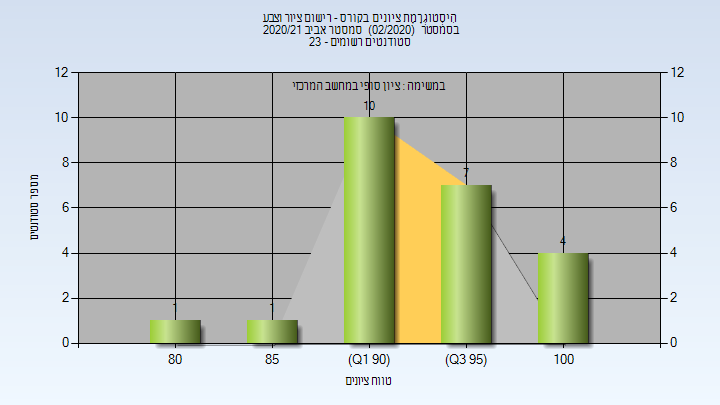 היסטוגרמת ציונים בקורס - רישום ציור וצבע
בסמסטר (02/2020) סמסטר אביב 2020/21
סטודנטים רשומים - 23
במשימה : ציון סופי במחשב המרכזי
12 12
10 10
8 8
6 6
4 4
2 2
0 0
מספר סטודנטים
1 1 10 7 4
80 85 (Q1 90) (Q3 95) 100
טווח ציונים